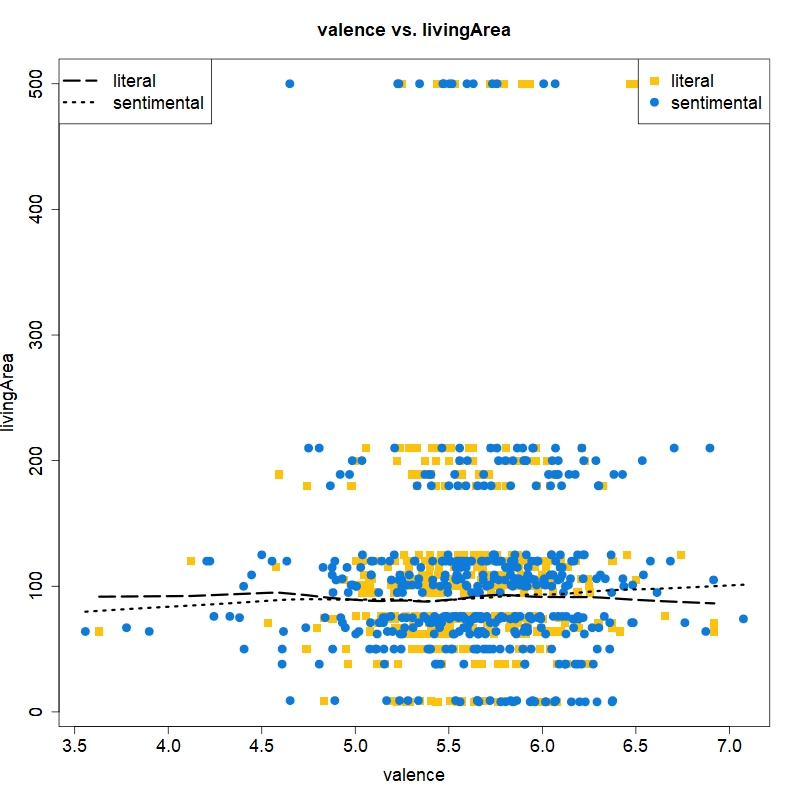 valence vs. livingArea
literal
sentimental
literal
sentimental
livingArea
500
400
300
200
100
0
3.5 4.0 4.5 5.0 5.5 6.0 6.5 7.0
valence